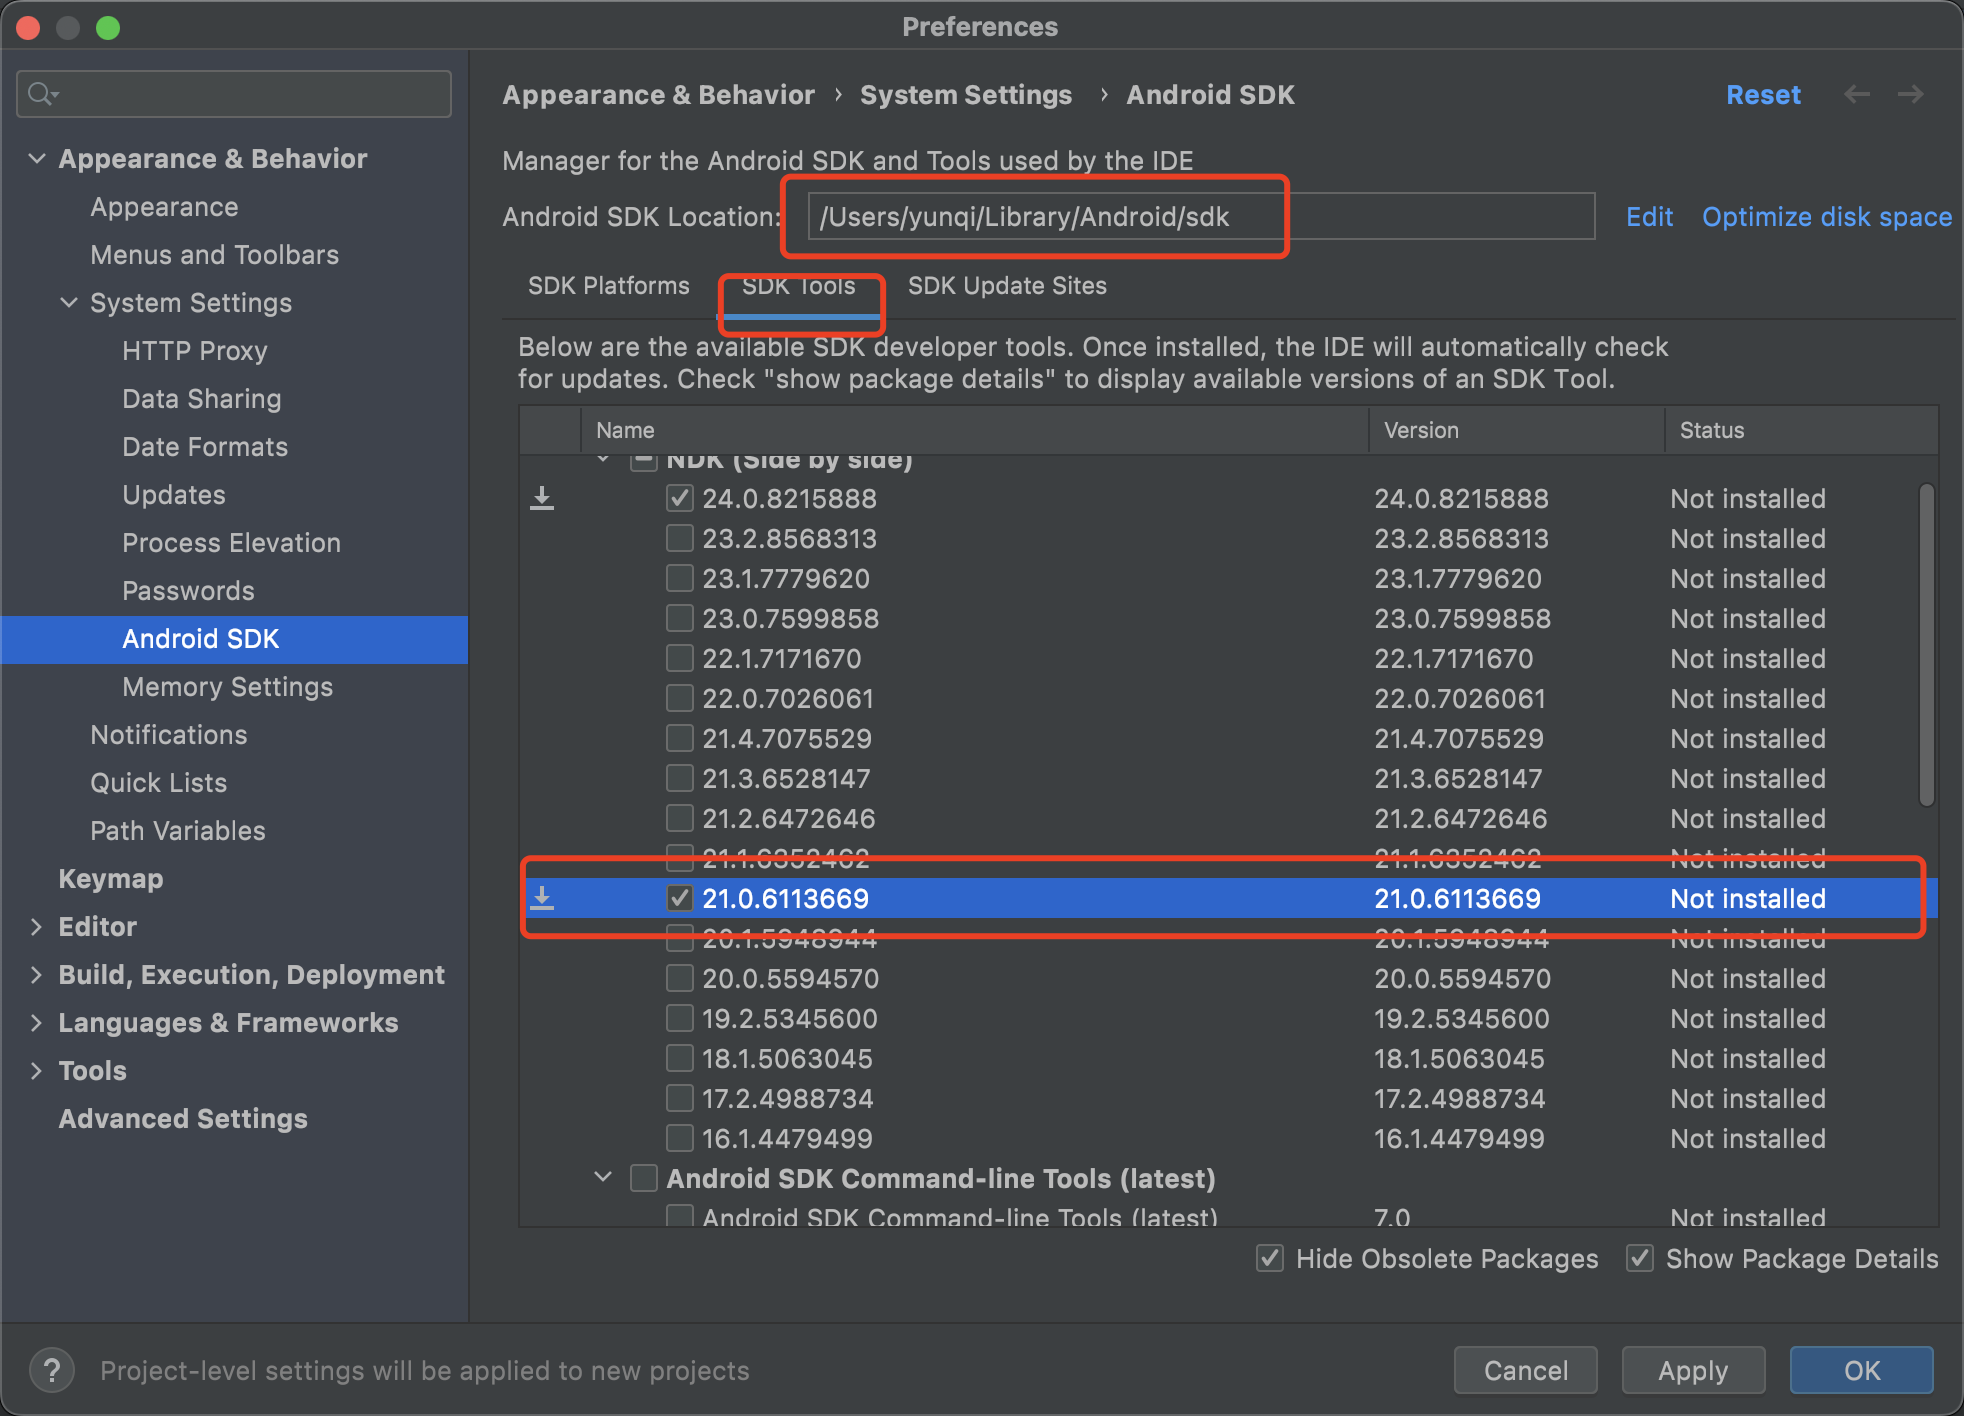 Preferences
Appearance & Behavior
Appearance
Menus and Toolbars
System Settings
HTTP Proxy
Data Sharing
Date Formats
Updates
Process Elevation
Passwords
Android SDK
Memory Settings
Notifications
Quick Lists
Path Variables
Keymap
Editor
Build, Execution, Deployment
Languages & Frameworks
Tools
Advanced Settings
Appearance & Behavior › System Settings › Android SDK
Reset
Manager for the Android SDK and Tools used by the IDE
Android SDK Location: /Users/yunqi/Library/Android/sdk Edit Optimize disk space
SDK Platforms SDK Tools SDK Update Sites
Below are the available SDK developer tools. Once installed, the IDE will automatically check
for updates. Check "show package details" to display available versions of an SDK Tool.
Name Version Status
NDK (Side by side)
24.0.8215888 24.0.8215888 Not installed
23.2.8568313 23.2.8568313 Not installed
23.1.7779620 23.1.7779620 Not installed
23.0.7599858 23.0.7599858 Not installed
22.1.7171670 22.1.7171670 Not installed
22.0.7026061 22.0.7026061 Not installed
21.4.7075529 21.4.7075529 Not installed
21.3.6528147 21.3.6528147 Not installed
21.2.6472646 21.2.6472646 Not installed
21.1.6352462 21.1.6352462 Not installed
21.0.6113669 21.0.6113669 Not installed
20.1.5948944 20.1.5948944 Not installed
20.0.5594570 20.0.5594570 Not installed
19.2.5345600 19.2.5345600 Not installed
18.1.5063045 18.1.5063045 Not installed
17.2.4988734 17.2.4988734 Not installed
16.1.4479499 16.1.4479499 Not installed
Android SDK Command-line Tools (latest)
Android SDK Command-line Tools (latest) 7.0 Not installed
Hide Obsolete Packages Show Package Details
? Project-level settings will be applied to new projects
Cancel Apply OK